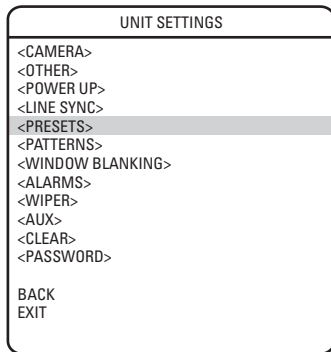 UNIT SETTINGS
<CAMERA>
<OTHER>
<POWER UP>
<LINE SYNC>
<PRESETS>
<PATTERNS>
<WINDOW BLANKING>
<ALARMS>
<WIPER>
<AUX>
<CLEAR>
<PASSWORD>
BACK
EXIT